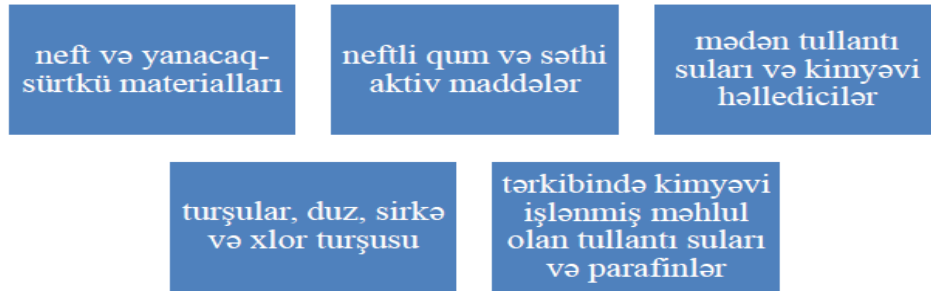 neft və yanacaq-
sürtkü materialları
neftli qum və səthi
aktiv maddələr
mədən tullantı
suları və kimyəvi
həlledicilər
turşular, duz, sirkə
və xlor turşusu
tərkibində kimyəvi
işlənmiş məhlul
olan tullantı suları
və parafinlər